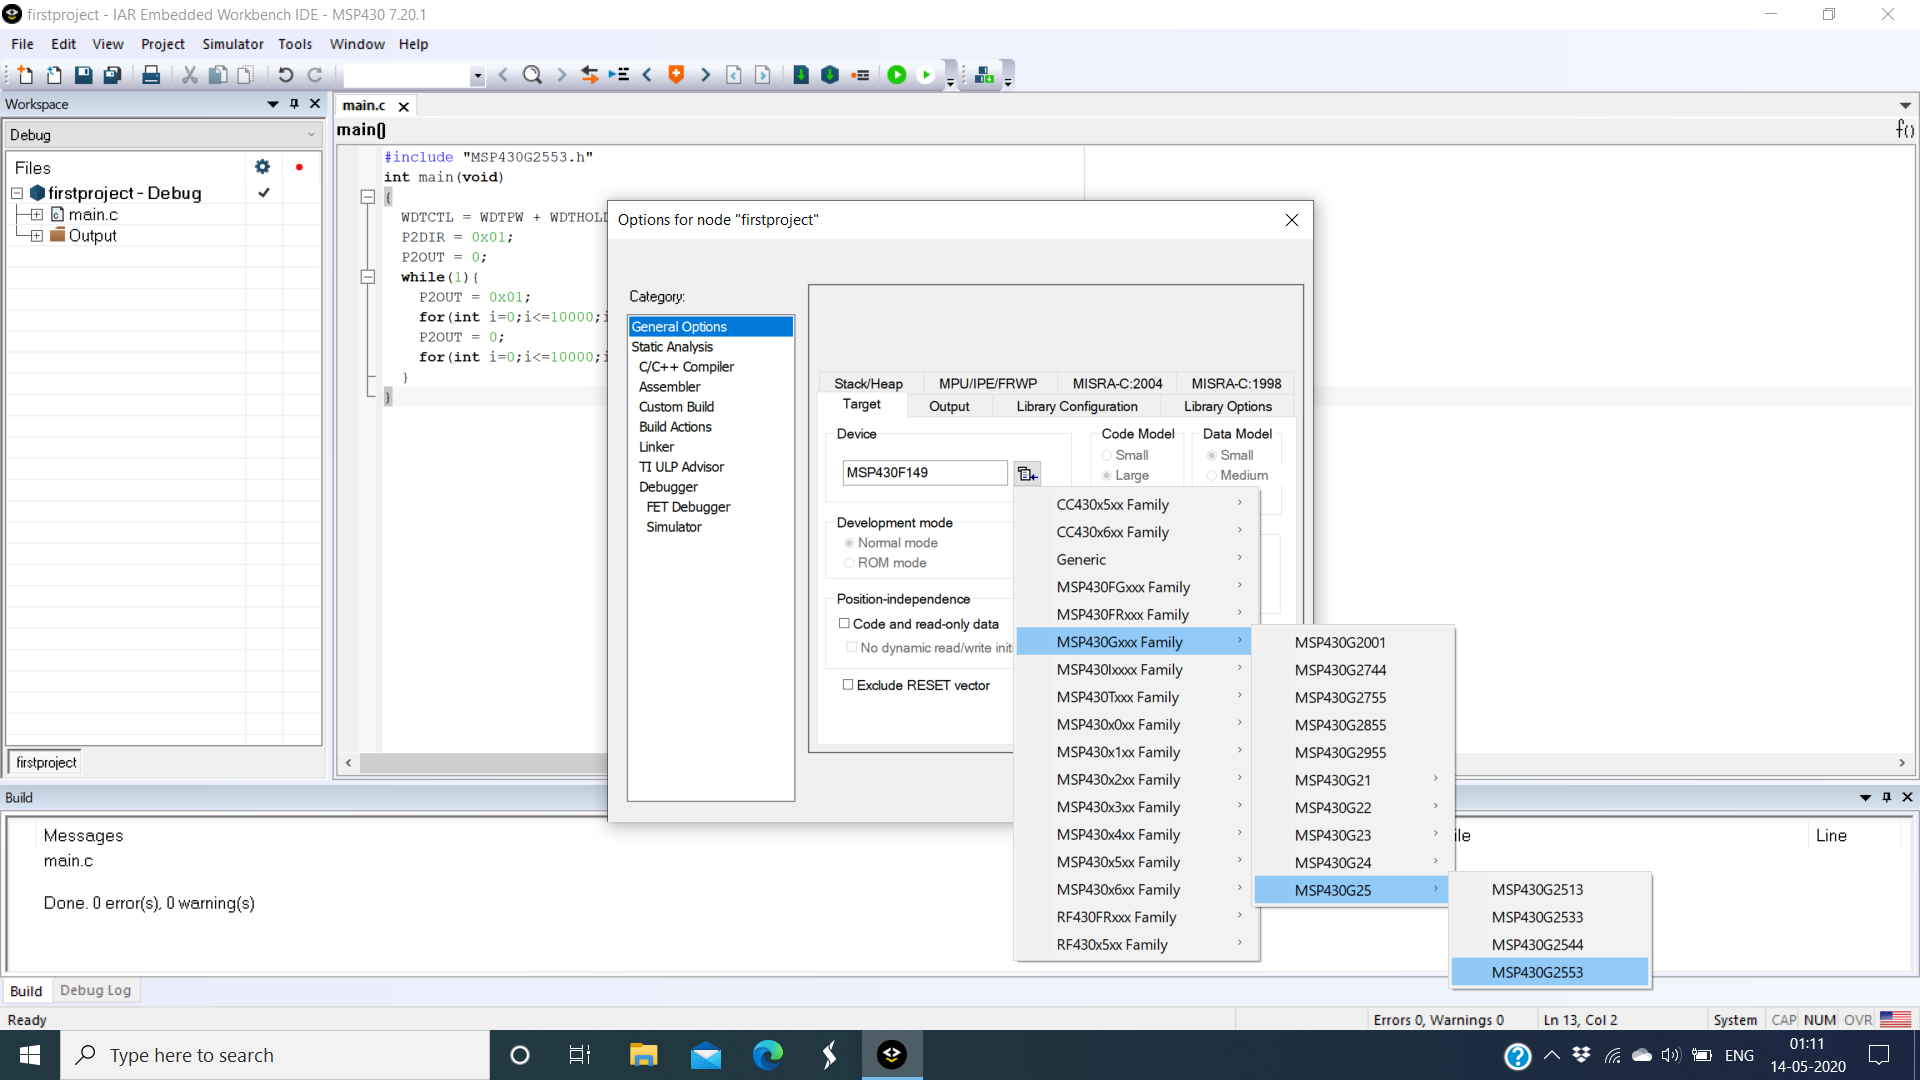 firstproject - IAR Embedded Workbench IDE - MSP430 7.20.1
File Edit View Project Simulator Tools Window Help
Workspace
Debug
Files
firstproject - Debug
main.c
Output
firstproject
main.c
main()
f()
#include "MSP430G2553.h"
int main(void)
{
WDTCTL = WDTPW + WDTHOLD
P2DIR = 0x01;
P2OUT = 0;
while(1){
P2OUT = 0x01;
for(int i=0;i<=10000;i
P2OUT = 0;
for(int i=0;i<=10000;i
}
}
Options for node "firstproject"
Category:
General Options
Static Analysis
C/C++ Compiler
Assembler
Custom Build
Build Actions
Linker
TI ULP Advisor
Debugger
FET Debugger
Simulator
Stack/Heap MPU/IPE/FRWP MISRA-C:2004 MISRA-C:1998
Target Output Library Configuration Library Options
Device
MSP430F149
Code Model
Small
Large
Data Model
Small
Medium
Development mode
Normal mode
ROM mode
Position-independence
Code and read-only data
No dynamic read/write init
Exclude RESET vector
CC430x5xx Family
CC430x6xx Family
Generic
MSP430FGxxx Family
MSP430FRxxx Family
MSP430Gxxx Family
MSP430Ixxxx Family
MSP430Txxx Family
MSP430x0xx Family
MSP430x1xx Family
MSP430x2xx Family
MSP430x3xx Family
MSP430x4xx Family
MSP430x5xx Family
MSP430x6xx Family
RF430FRxxx Family
RF430x5xx Family
MSP430G2001
MSP430G2744
MSP430G2755
MSP430G2855
MSP430G2955
MSP430G21
MSP430G22
MSP430G23
MSP430G24
MSP430G25
MSP430G2513
MSP430G2533
MSP430G2544
MSP430G2553
Build
Messages
ile
Line
main.c
Done. 0 error(s), 0 warning(s)
Build Debug Log
Ready
Errors 0, Warnings 0
Ln 13, Col 2
System CAP NUM OVR
Type here to search
ENG
01:11
14-05-2020